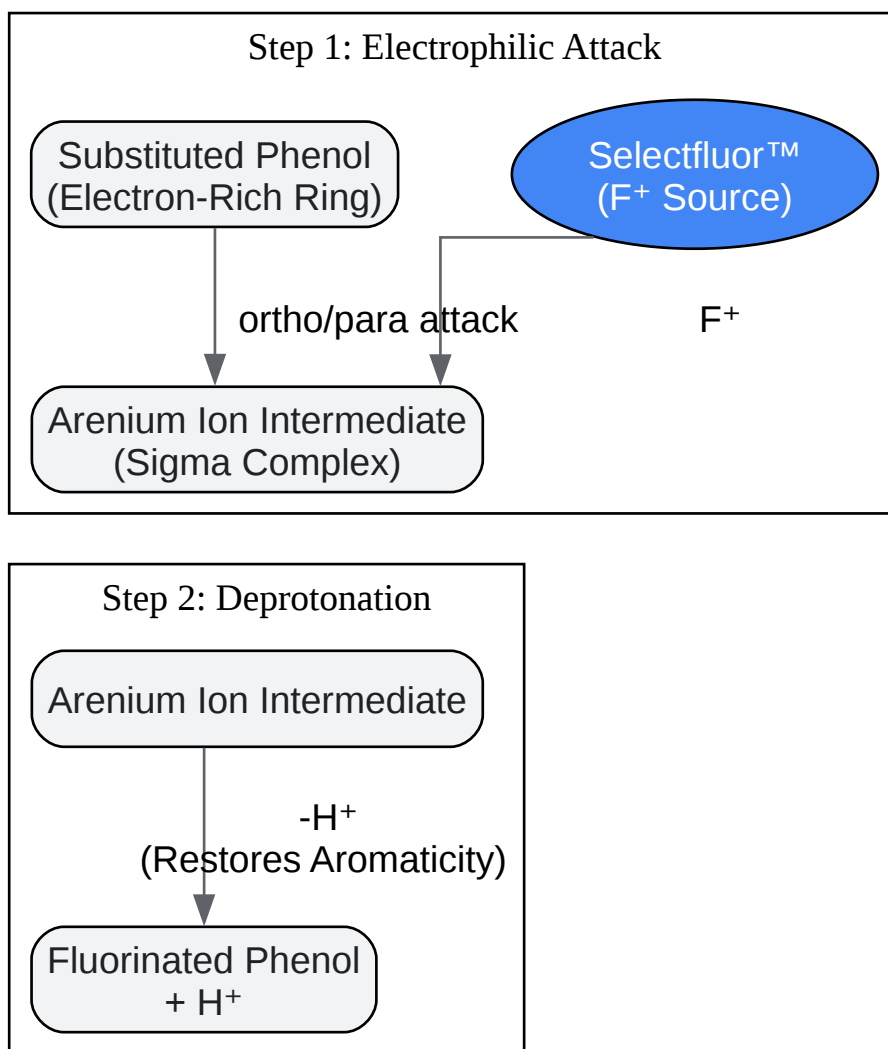 Step 1: Electrophilic Attack
Substituted Phenol
(Electron-Rich Ring)
Selectfluor™
(F⁺ Source)
ortho/para attack
F⁺
Arenium Ion Intermediate
(Sigma Complex)
Step 2: Deprotonation
Arenium Ion Intermediate
-H⁺
(Restores Aromaticity)
Fluorinated Phenol
+ H⁺